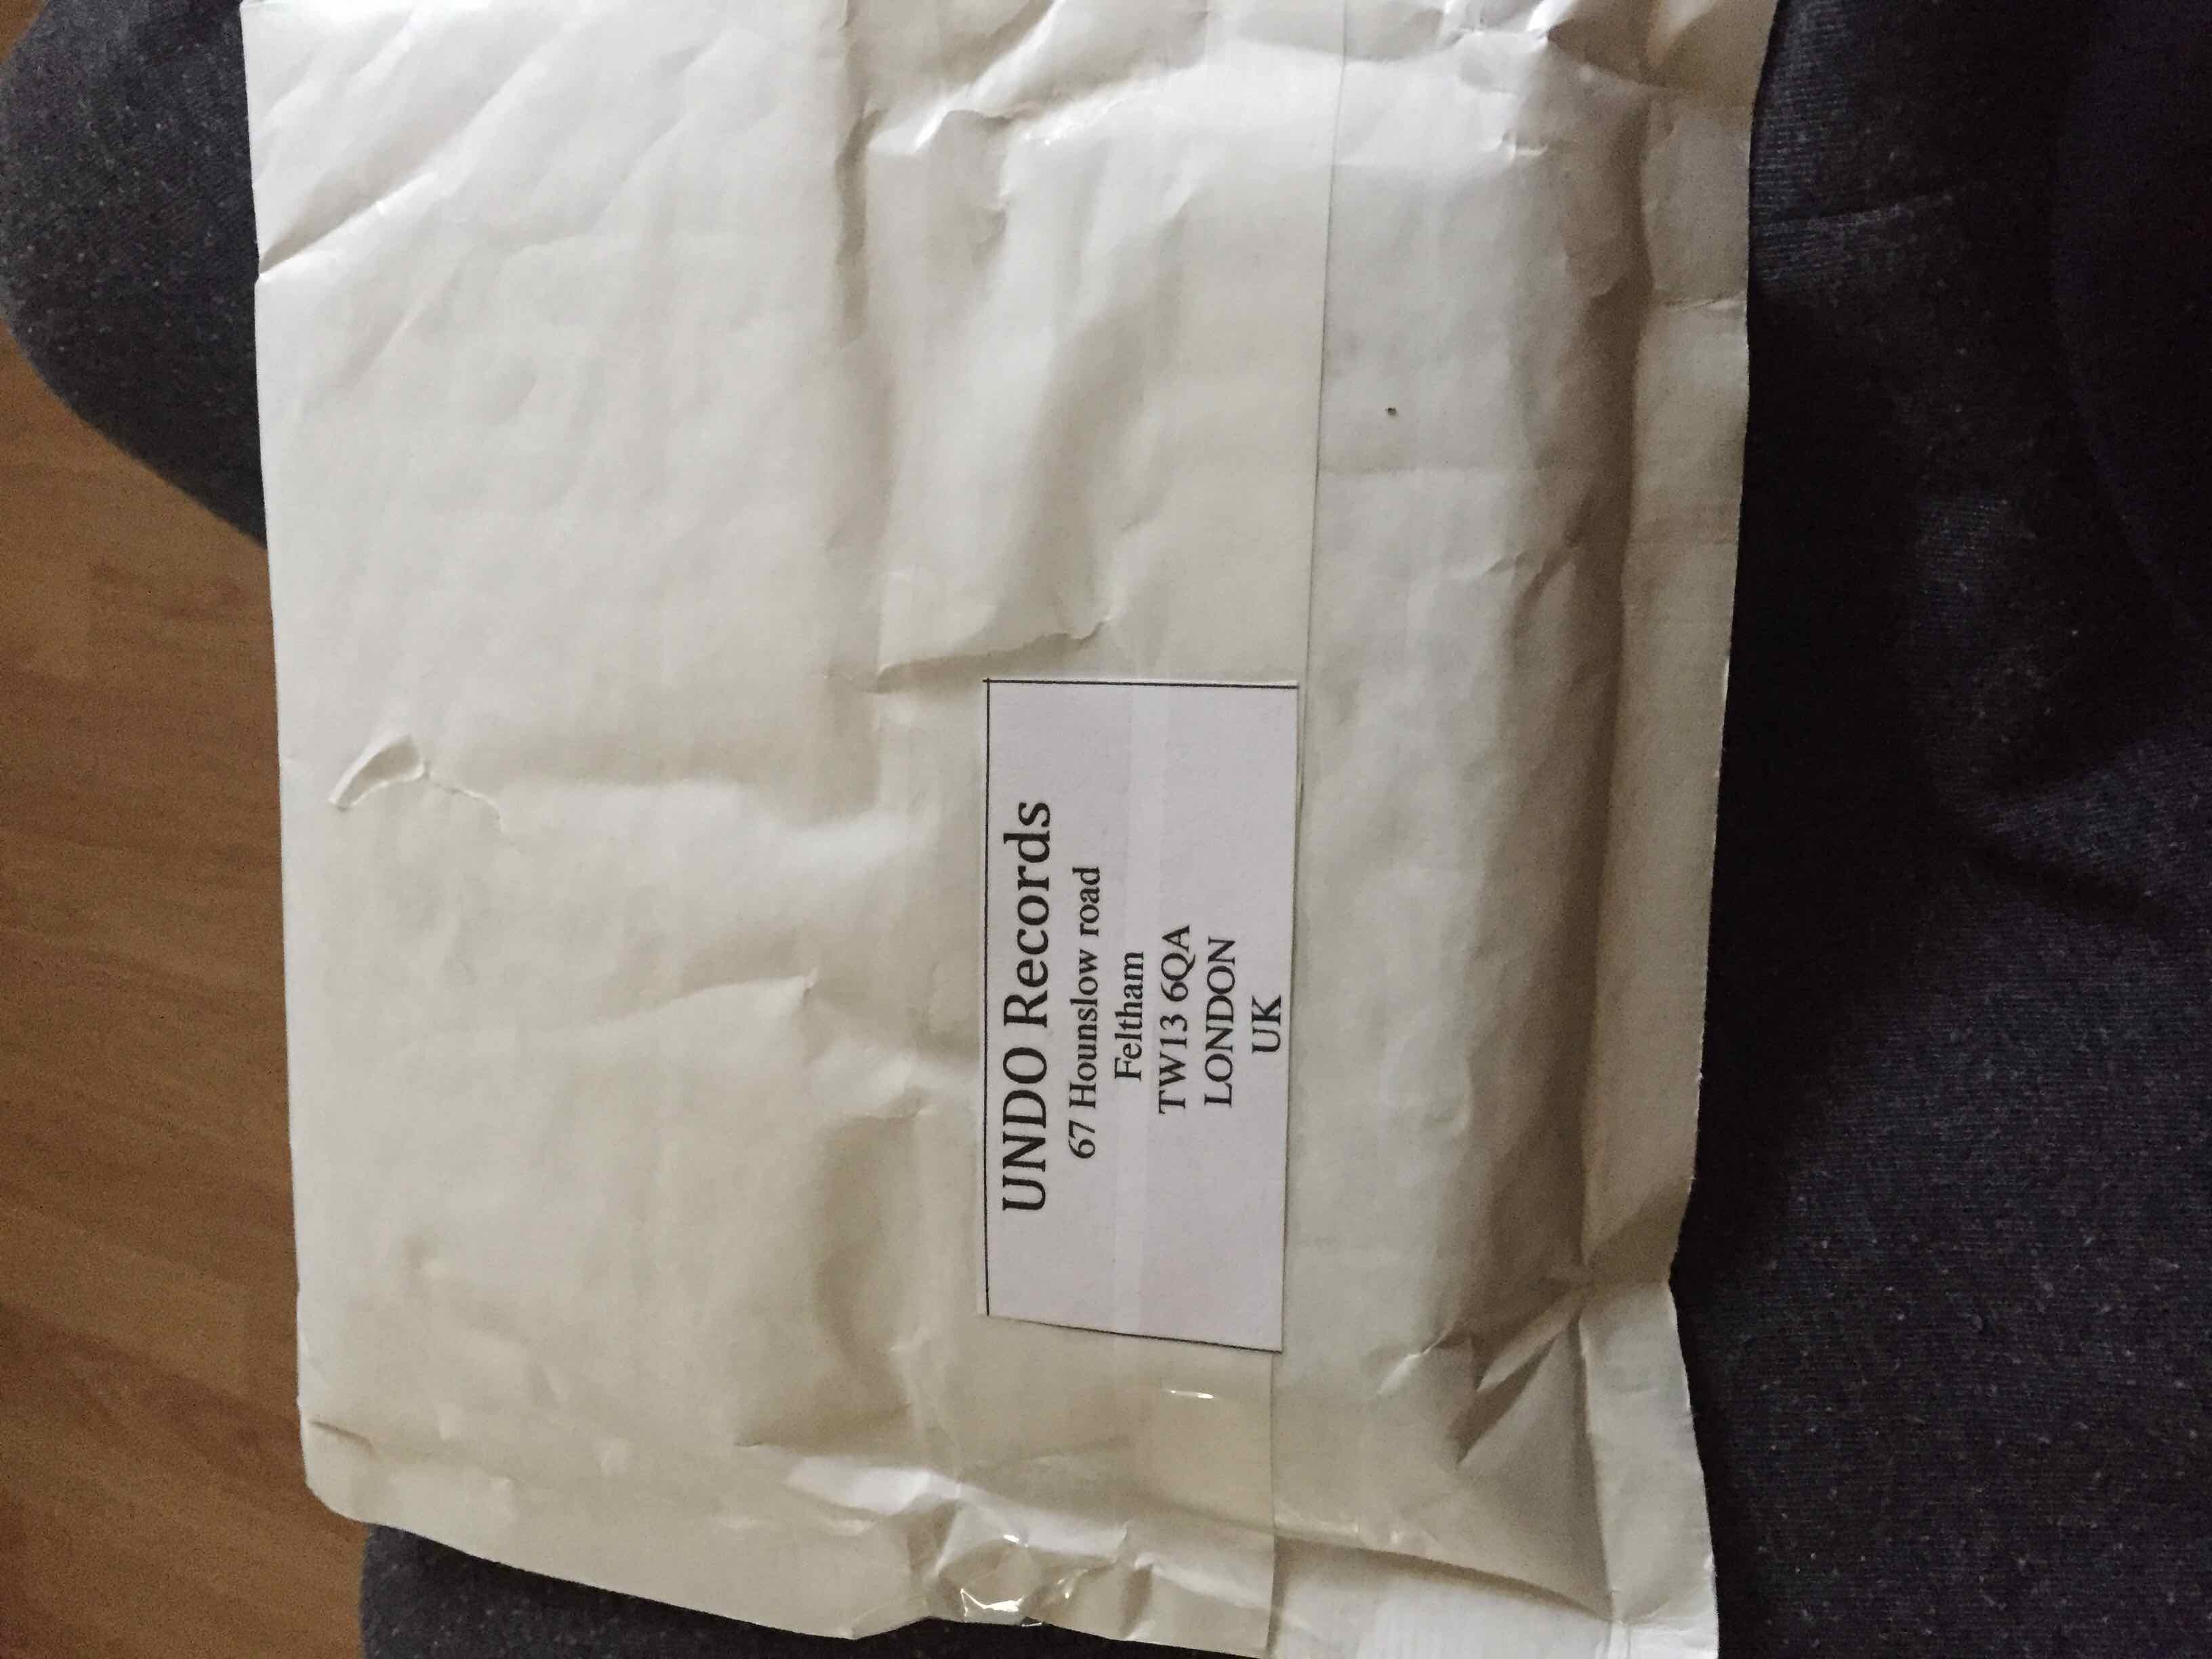 UNDO Records
67 Hounslow road
Feltham
TW13 6QA
LONDON
UK